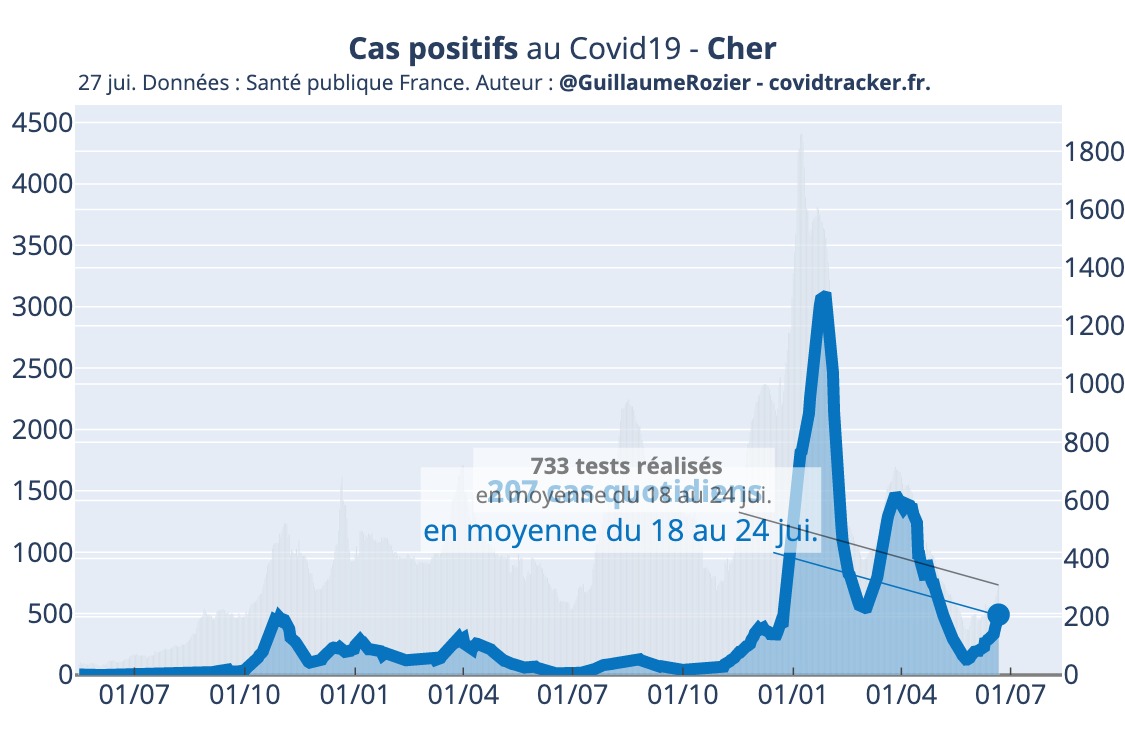 Cas positifs au Covid19 - Cher
27 jui. Données : Santé publique France. Auteur : @GuillaumeRozier - covidtracker.fr.
4500
4000
3500
3000
2500
2000
1500
1000
500
0
1800
1600
1400
1200
1000
800
600
400
200
0
733 tests réalisés
en moyenne du 18 au 24 jui.
207 cas quotidiens
en moyenne du 18 au 24 jui.
01/07 01/10 01/01 01/04 01/07 01/10 01/01 01/04 01/07